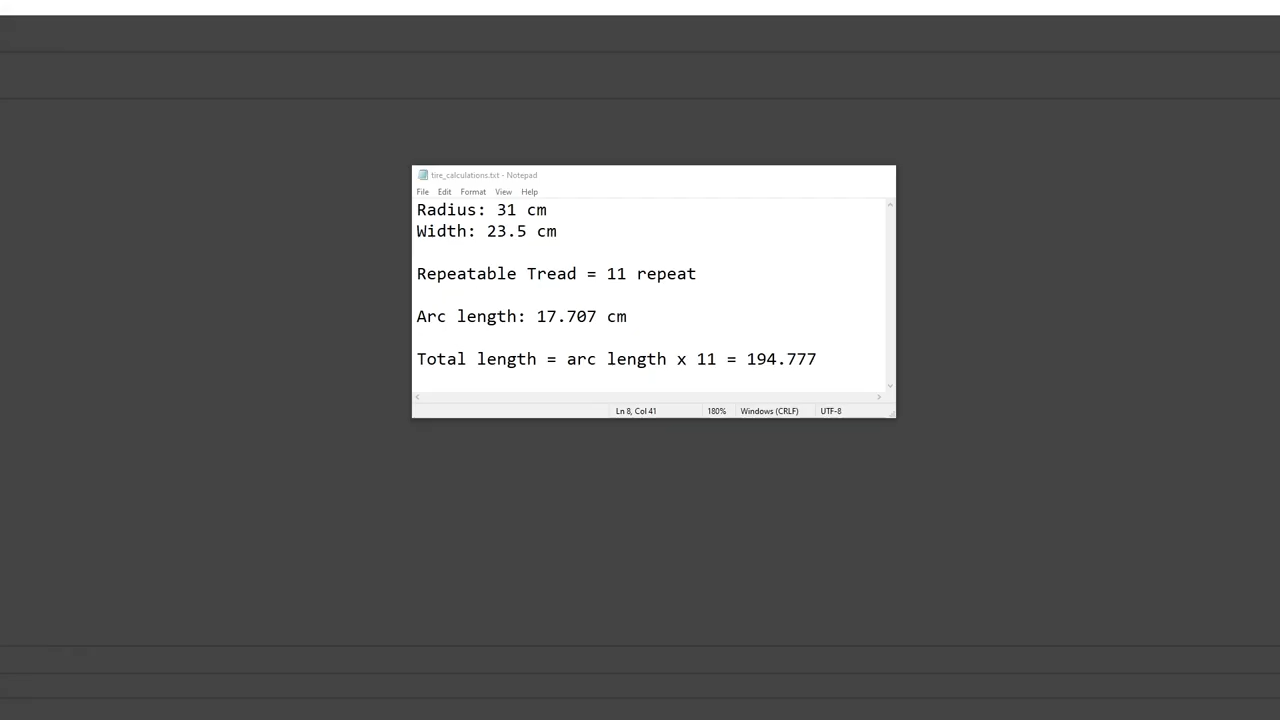 tire_calculations.txt - Notepad
File Edit Format View Help
Radius: 31 cm
Width: 23.5 cm
Repeatable Tread = 11 repeat
Arc length: 17.707 cm
Total length = arc length x 11 = 194.777
Ln 8, Col 41 180% Windows (CRLF) UTF-8